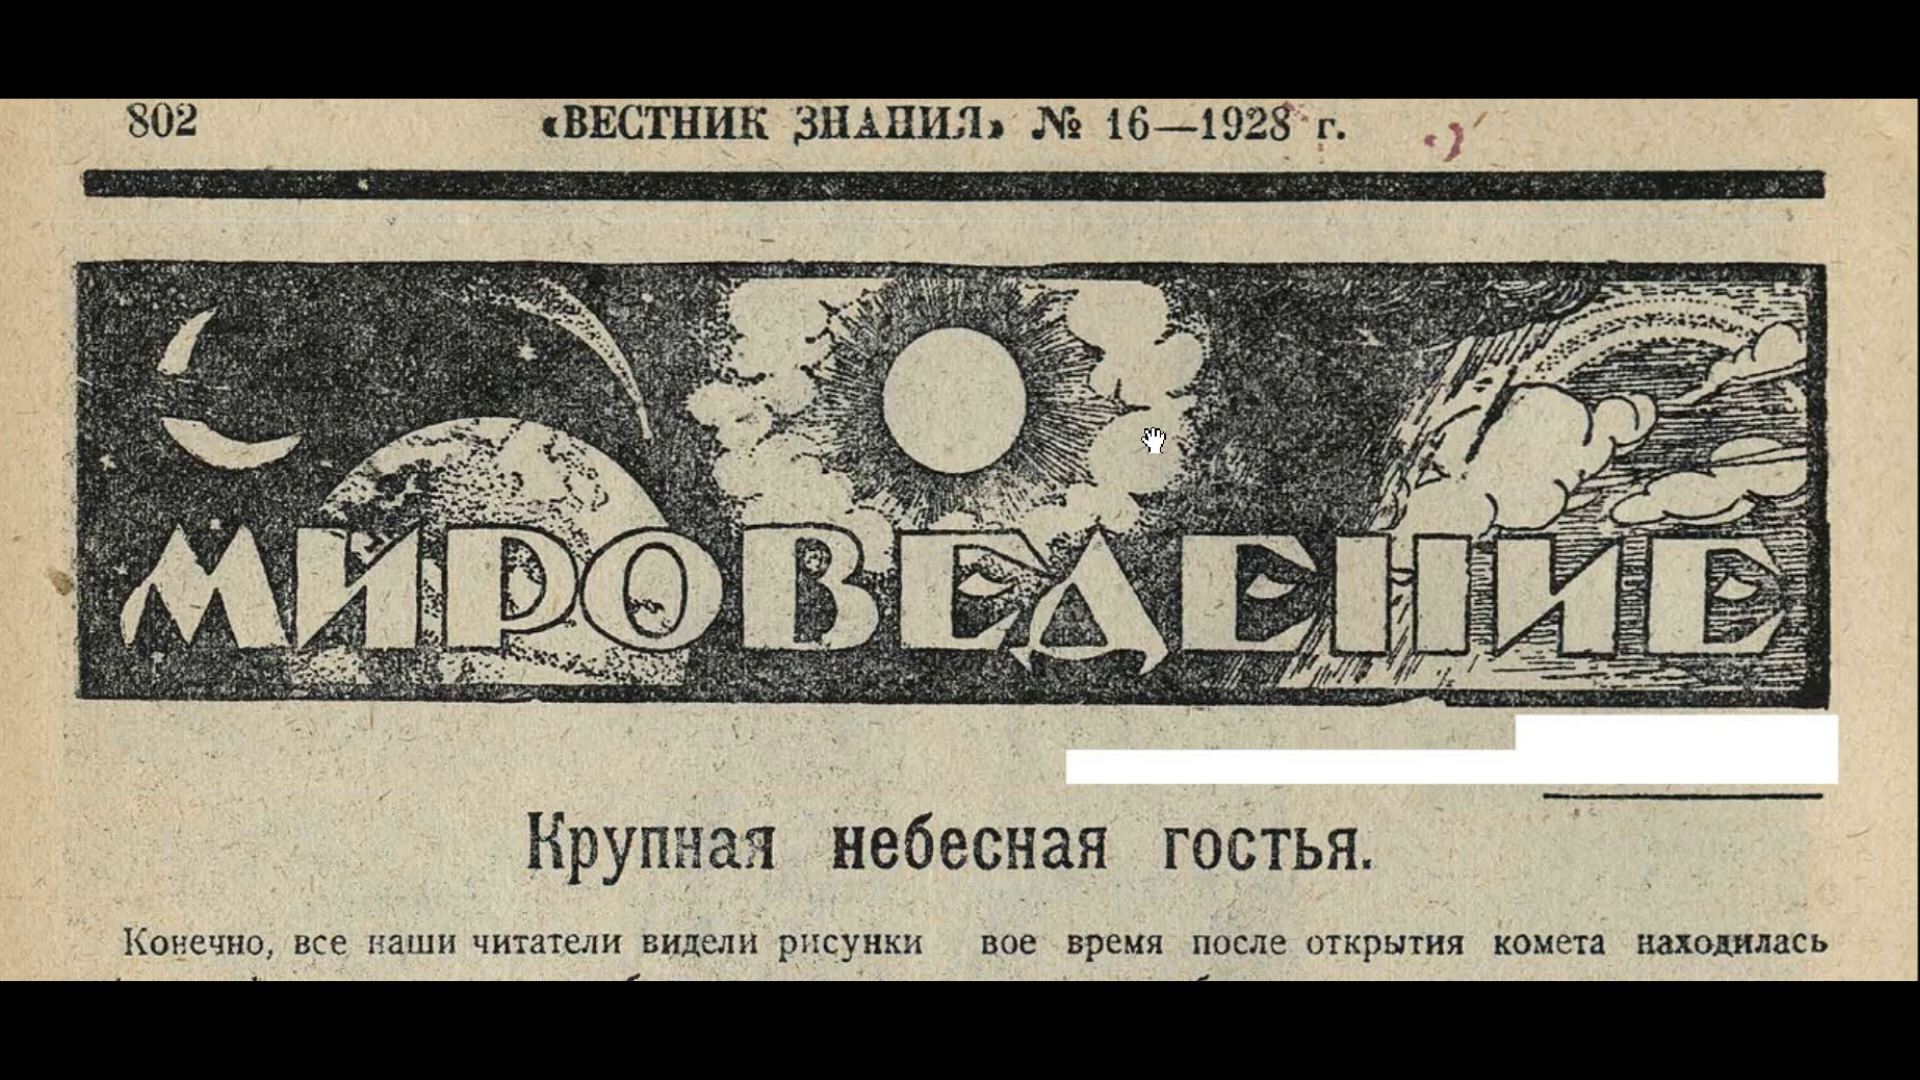 802
«ВЕСТНИК ЗНАНИЯ» № 16—1928 г.
МИРОВЕДЕНИЕ
Крупная небесная гостья.
Конечно, все наши читатели видели рисунки
вое время после открытия комета находилась